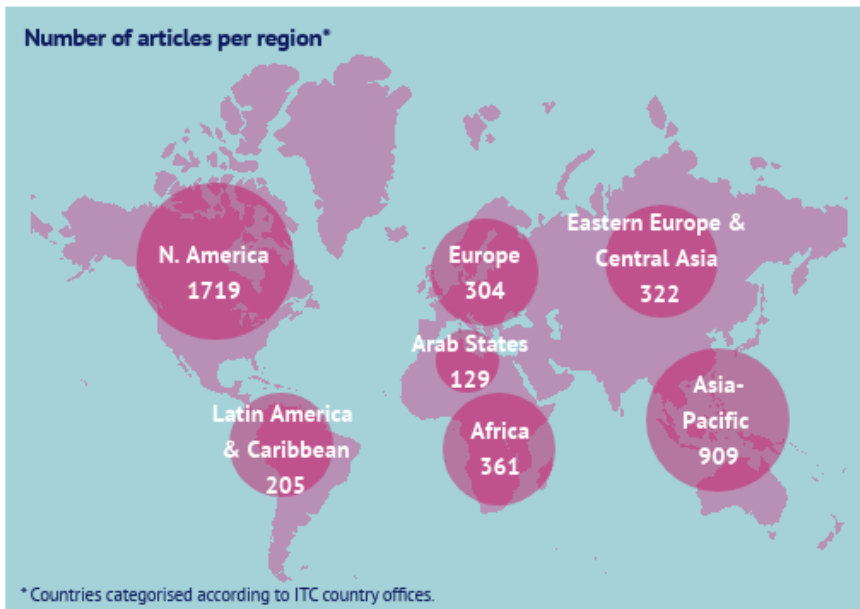 Number of articles per region*
N. America
1719
Europe
304
Eastern Europe &
Central Asia
322
Arab States
129
Latin America
& Caribbean
205
Africa
361
Asia-
Pacific
909
* Countries categorised according to ITC country offices.